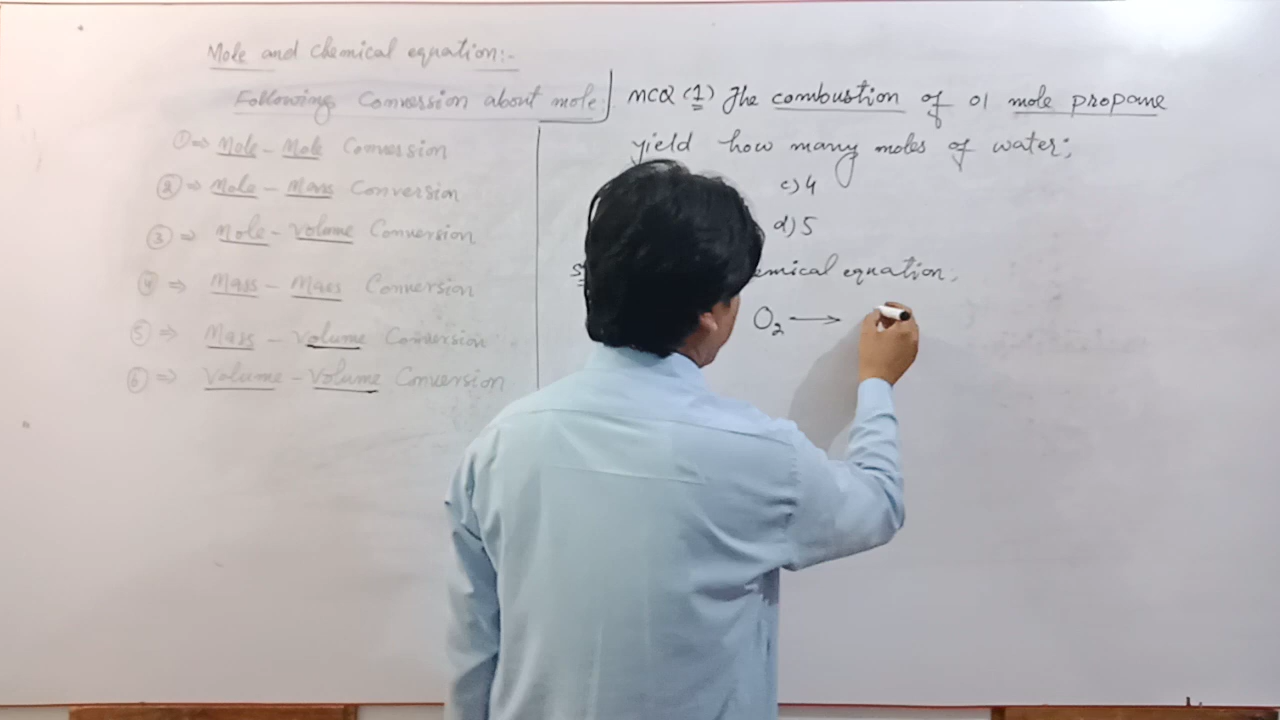 Mole and chemical equation:-
Following Conversion about mole:
①⇒ Mole - Mole Conversion
②⇒ Mole - Mass Conversion
③⇒ Mole - Volume Conversion
④⇒ Mass - Mass Conversion
⑤⇒ Mass - volume Conversion
⑥⇒ Volume - Volume Conversion
MCQ (1) The combustion of 01 mole propane
yield how many moles of water;
c) 4
d) 5
emical equation;
O₂ ⟶